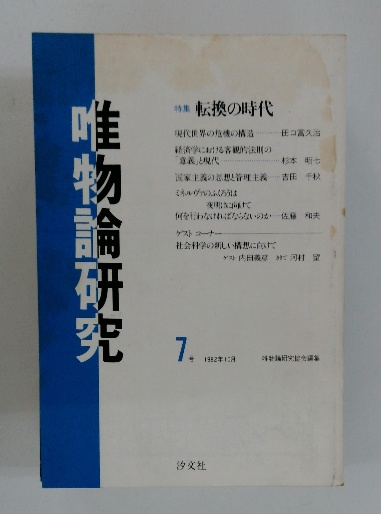 唯物論研究
特集 転換の時代
現代世界の危機の構造………田口富久治
経済学における客観的法則の
「意義」と現代………杉本 昭七
国家主義の思想と管理主義…吉田 千秋
ミネルヴァのふくろうは
夜明けに向けて
何を行わなければならないのか…佐藤 和夫
ゲストコーナー
社会科学の新しい構想に向けて
ゲスト 内田義彦 きき手 河村 望
7号 1982年10月 唯物論研究協会編集
汐文社